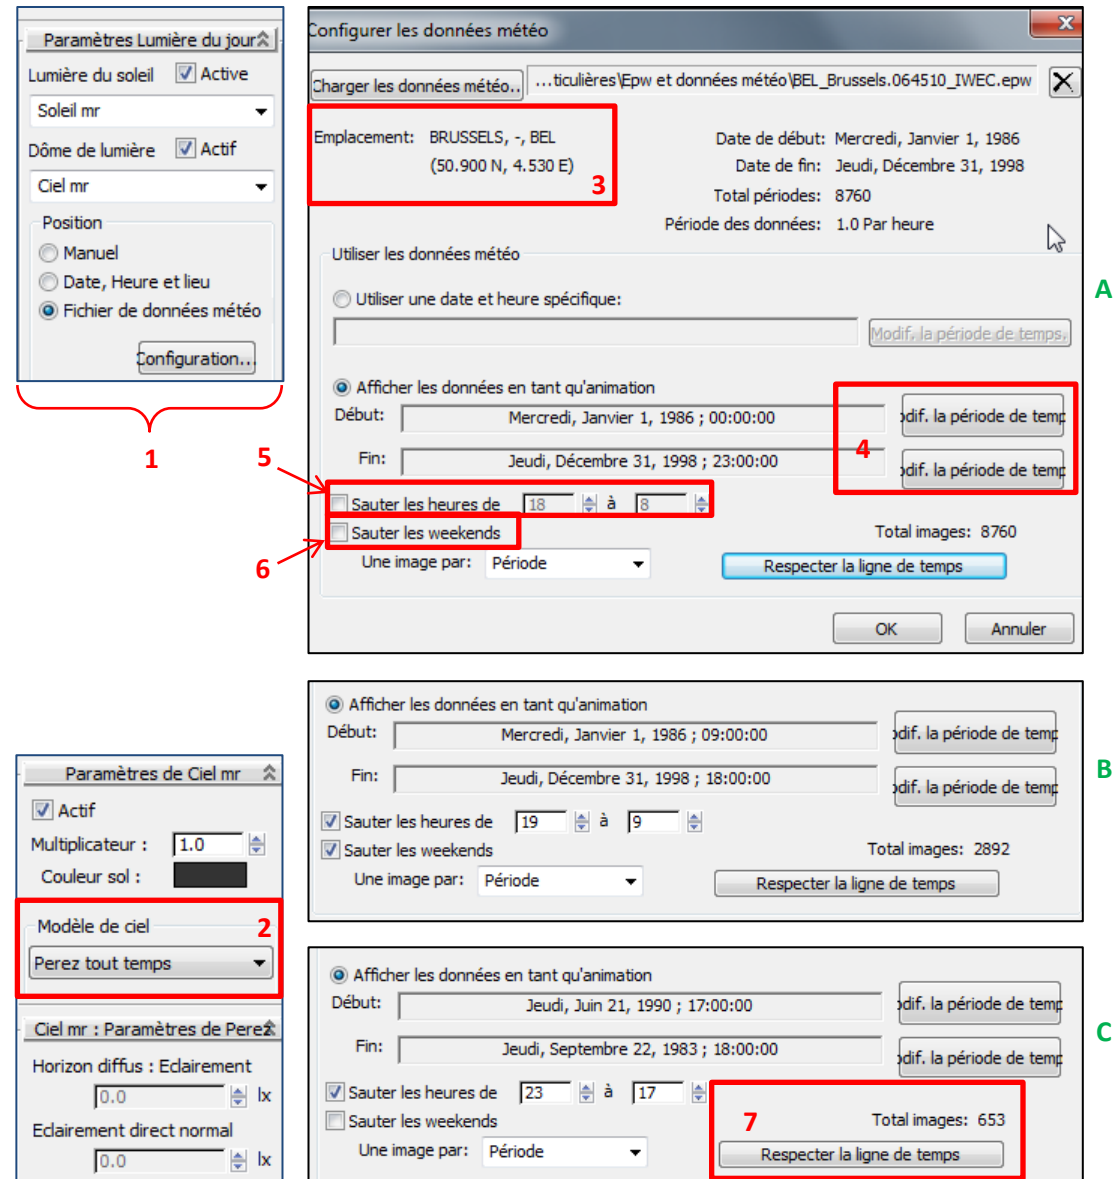 Paramètres Lumière du jour
Lumière du soleil Active
Soleil mr
Dôme de lumière Actif
Ciel mr
Position
Manuel
Date, Heure et lieu
Fichier de données météo
Configuration...
1
Configurer les données météo
X
Charger les données météo.. ...ticulières\Epw et données météo\BEL_Brussels.064510_IWEC.epw
Emplacement: BRUSSELS, -, BEL
(50.900 N, 4.530 E)
3
Date de début: Mercredi, Janvier 1, 1986
Date de fin: Jeudi, Décembre 31, 1998
Total périodes: 8760
Période des données: 1.0 Par heure
Utiliser les données météo
Utiliser une date et heure spécifique:
Modif. la période de temps.
A
Afficher les données en tant qu'animation
Début: Mercredi, Janvier 1, 1986 ; 00:00:00
dif. la période de temp
4
Fin: Jeudi, Décembre 31, 1998 ; 23:00:00
dif. la période de temp
5
Sauter les heures de 18 à 8
6
Sauter les weekends
Total images: 8760
Une image par: Période
Respecter la ligne de temps
OK Annuler
Afficher les données en tant qu'animation
Début: Mercredi, Janvier 1, 1986 ; 09:00:00
dif. la période de temp
Fin: Jeudi, Décembre 31, 1998 ; 18:00:00
dif. la période de temp
B
Sauter les heures de 19 à 9
Sauter les weekends
Total images: 2892
Une image par: Période
Respecter la ligne de temps
Paramètres de Ciel mr
Actif
Multiplicateur : 1.0
Couleur sol :
Modèle de ciel
2
Perez tout temps
Ciel mr : Paramètres de Perez
Horizon diffus : Eclairement
0.0 lx
Eclairement direct normal
0.0 lx
Afficher les données en tant qu'animation
Début: Jeudi, Juin 21, 1990 ; 17:00:00
dif. la période de temp
Fin: Jeudi, Septembre 22, 1983 ; 18:00:00
dif. la période de temp
C
Sauter les heures de 23 à 17
Sauter les weekends
7
Total images: 653
Une image par: Période
Respecter la ligne de temps